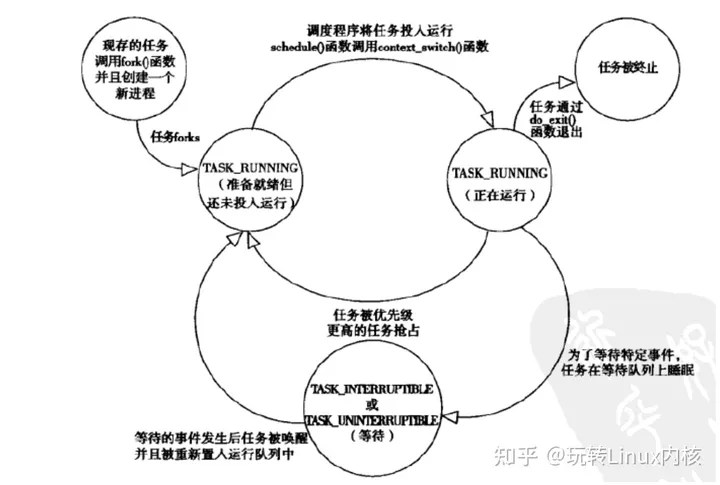 现存的任务
调用fork()函数
并且创建一个
新进程
调度程序将任务投入运行
schedule()函数调用context_switch()函数
任务被终止
任务forks
任务通过
do_exit()
函数退出
TASK_RUNNING
(准备就绪但
还未投入运行)
TASK_RUNNING
(正在运行)
任务被优先级
更高的任务抢占
为了等待特定事件,
任务在等待队列上睡眠
TASK_INTERRUPTIBLE
或
TASK_UNINTERRUPTIBLE
(等待)
等待的事件发生后任务被唤醒
并且被重新置入运行队列中
知乎 @玩转Linux内核